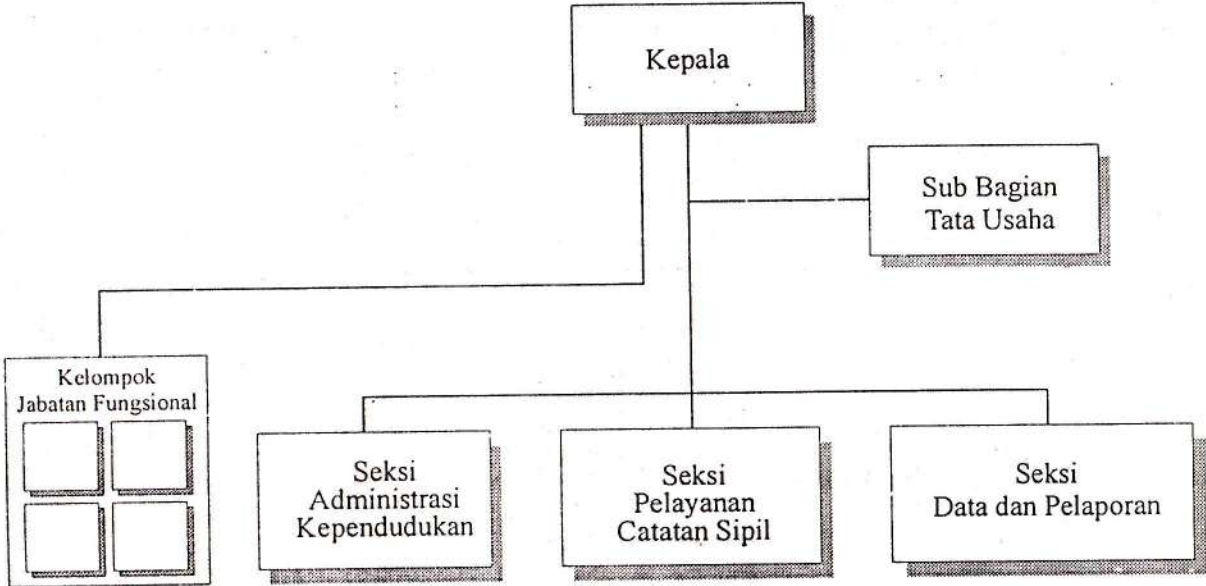 Kepala
Sub Bagian
Tata Usaha
Kelompok
Jabatan Fungsional
Seksi
Administrasi
Kependudukan
Seksi
Pelayanan
Catatan Sipil
Seksi
Data dan Pelaporan